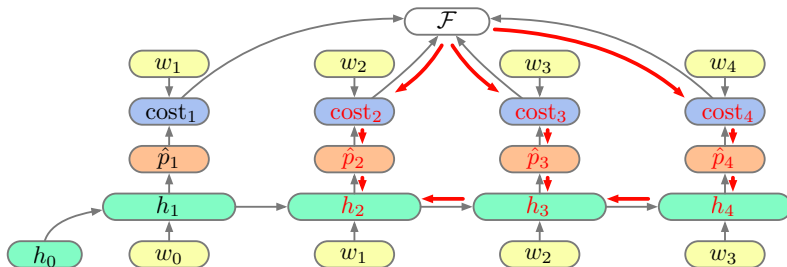 𝓕
w₁ w₂ w₃ w₄
cost₁ cost₂ cost₃ cost₄
p̂₁ p̂₂ p̂₃ p̂₄
h₁ h₂ h₃ h₄
h₀ w₀ w₁ w₂ w₃